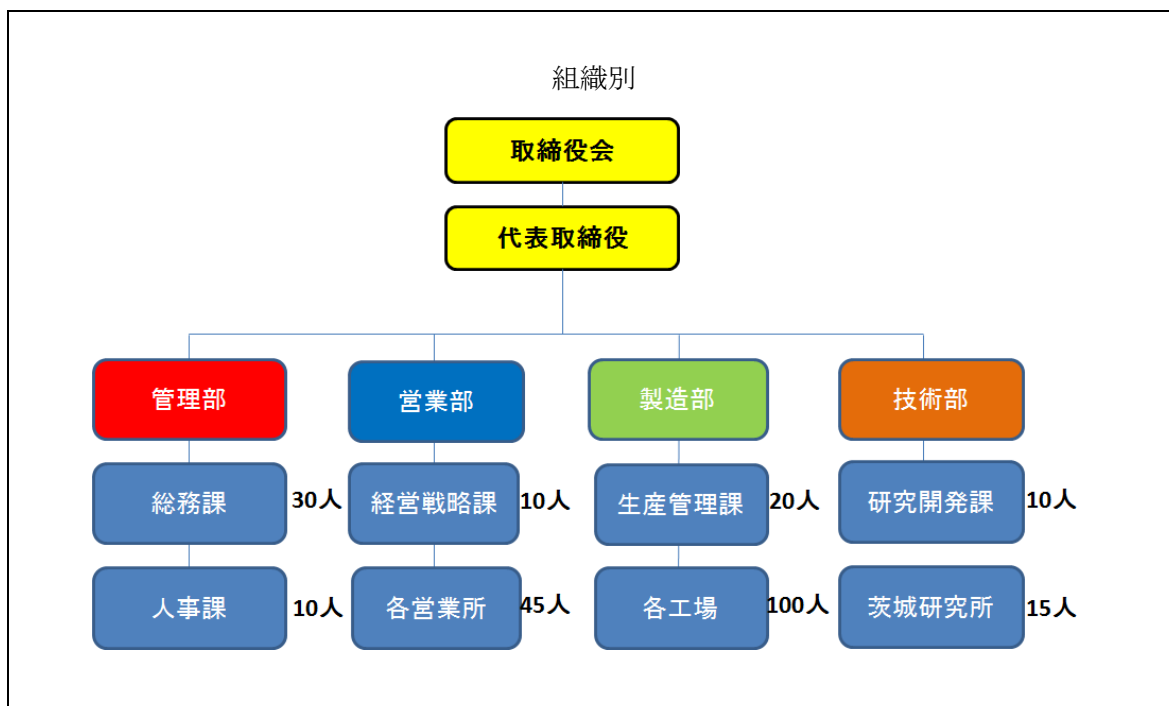 組織別
取締役会
代表取締役
管理部
営業部
製造部
技術部
総務課
30人
経営戦略課
10人
生産管理課
20人
研究開発課
10人
人事課
10人
各営業所
45人
各工場
100人
茨城研究所
15人